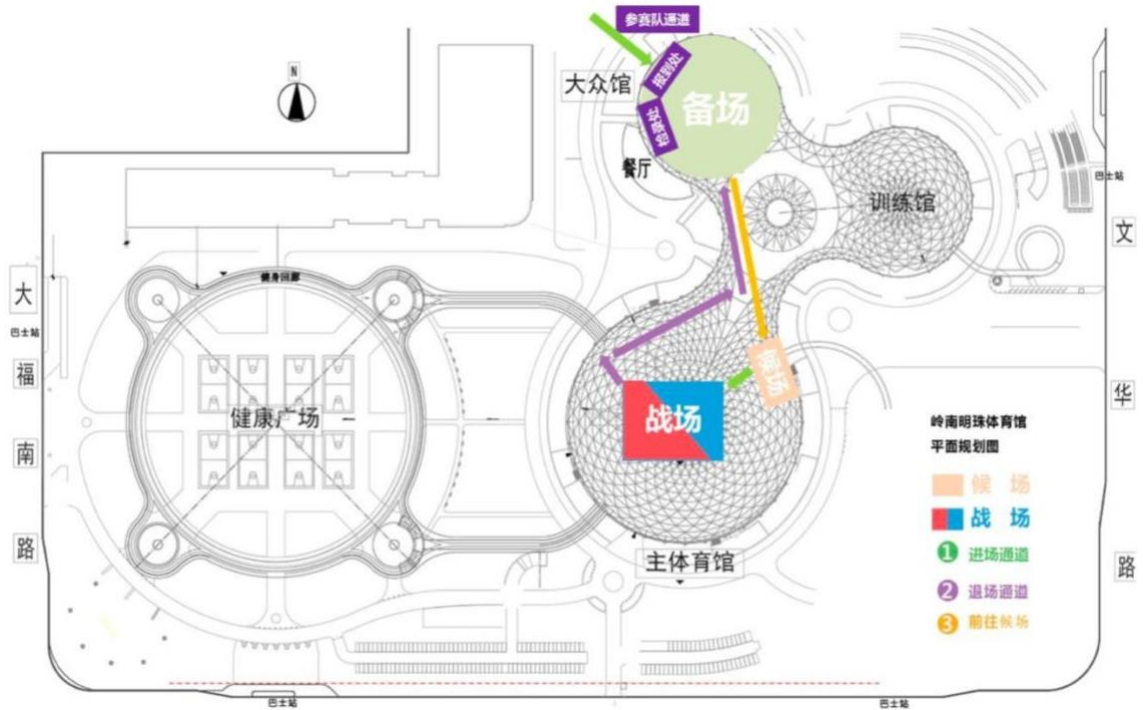 参赛队通道
报到处
N
大众馆
备场
检录处
餐厅
巴士站
训练馆
文
健身回廊
大
巴士站
福
候场
华
战场
健康广场
岭南明珠体育馆
平面规划图
南
候 场
战 场
1 进场通道
路
主体育馆
路
2 退场通道
3 前往候场
巴士站
巴士站